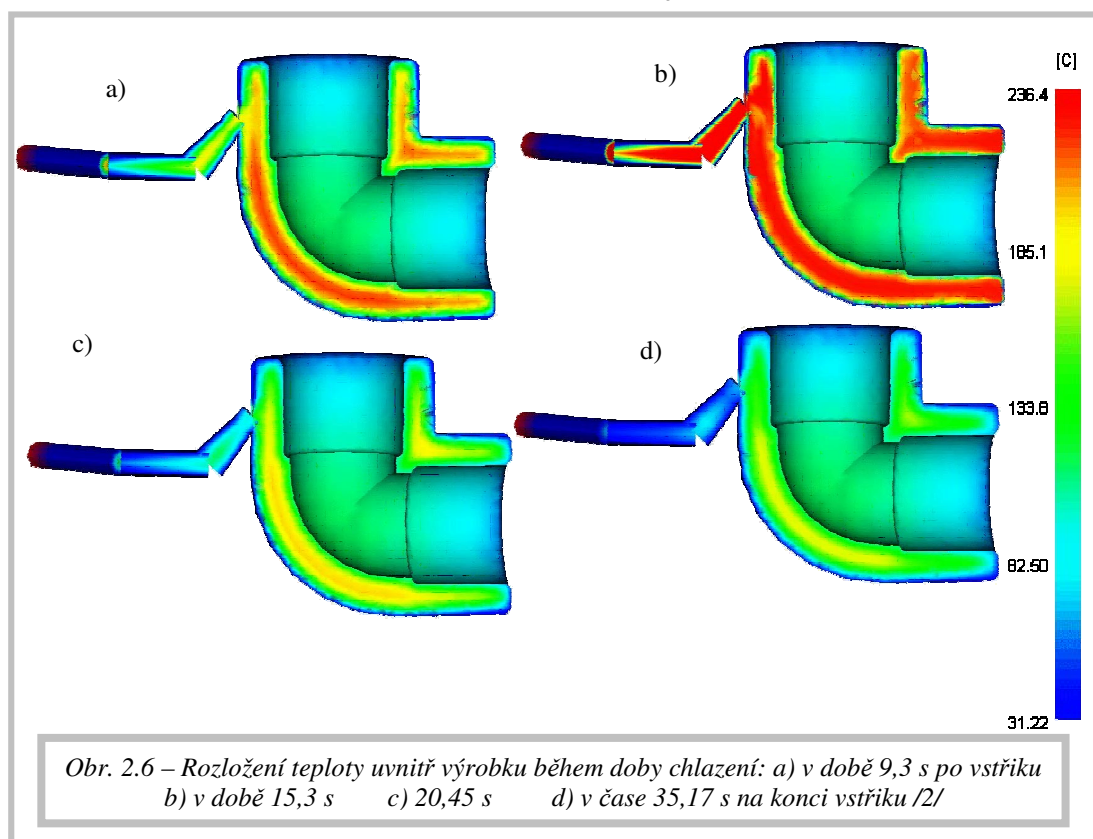 a)
b)
[C]
236.4
185.1
c)
d)
133.8
82.50
31.22
Obr. 2.6 – Rozložení teploty uvnitř výrobku během doby chlazení: a) v době 9,3 s po vstřiku
b) v době 15,3 s c) 20,45 s d) v čase 35,17 s na konci vstřiku /2/